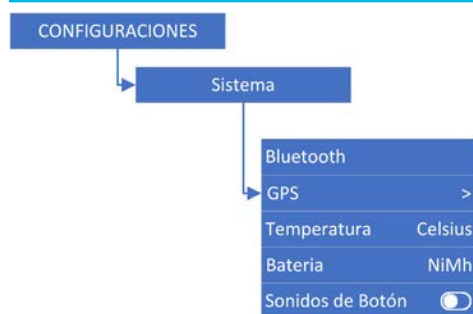 CONFIGURACIONES
Sistema
Bluetooth
GPS >
Temperatura Celsius
Bateria NiMh
Sonidos de Botón